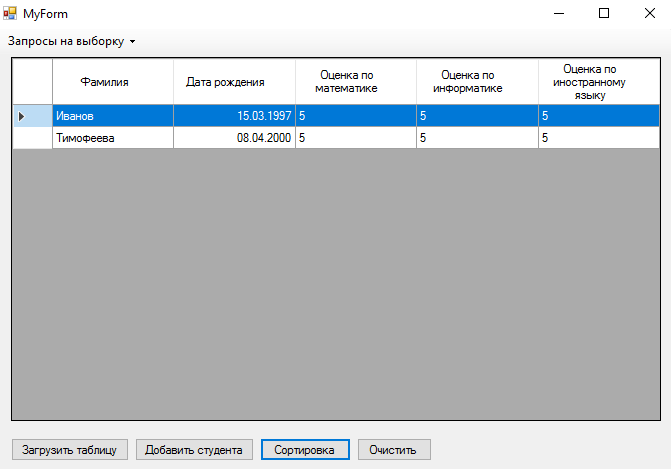 MyForm
Запросы на выборку
Фамилия Дата рождения Оценка по математике Оценка по информатике Оценка по иностранному языку
Иванов 15.03.1997 5 5 5
Тимофеева 08.04.2000 5 5 5
Загрузить таблицу Добавить студента Сортировка Очистить